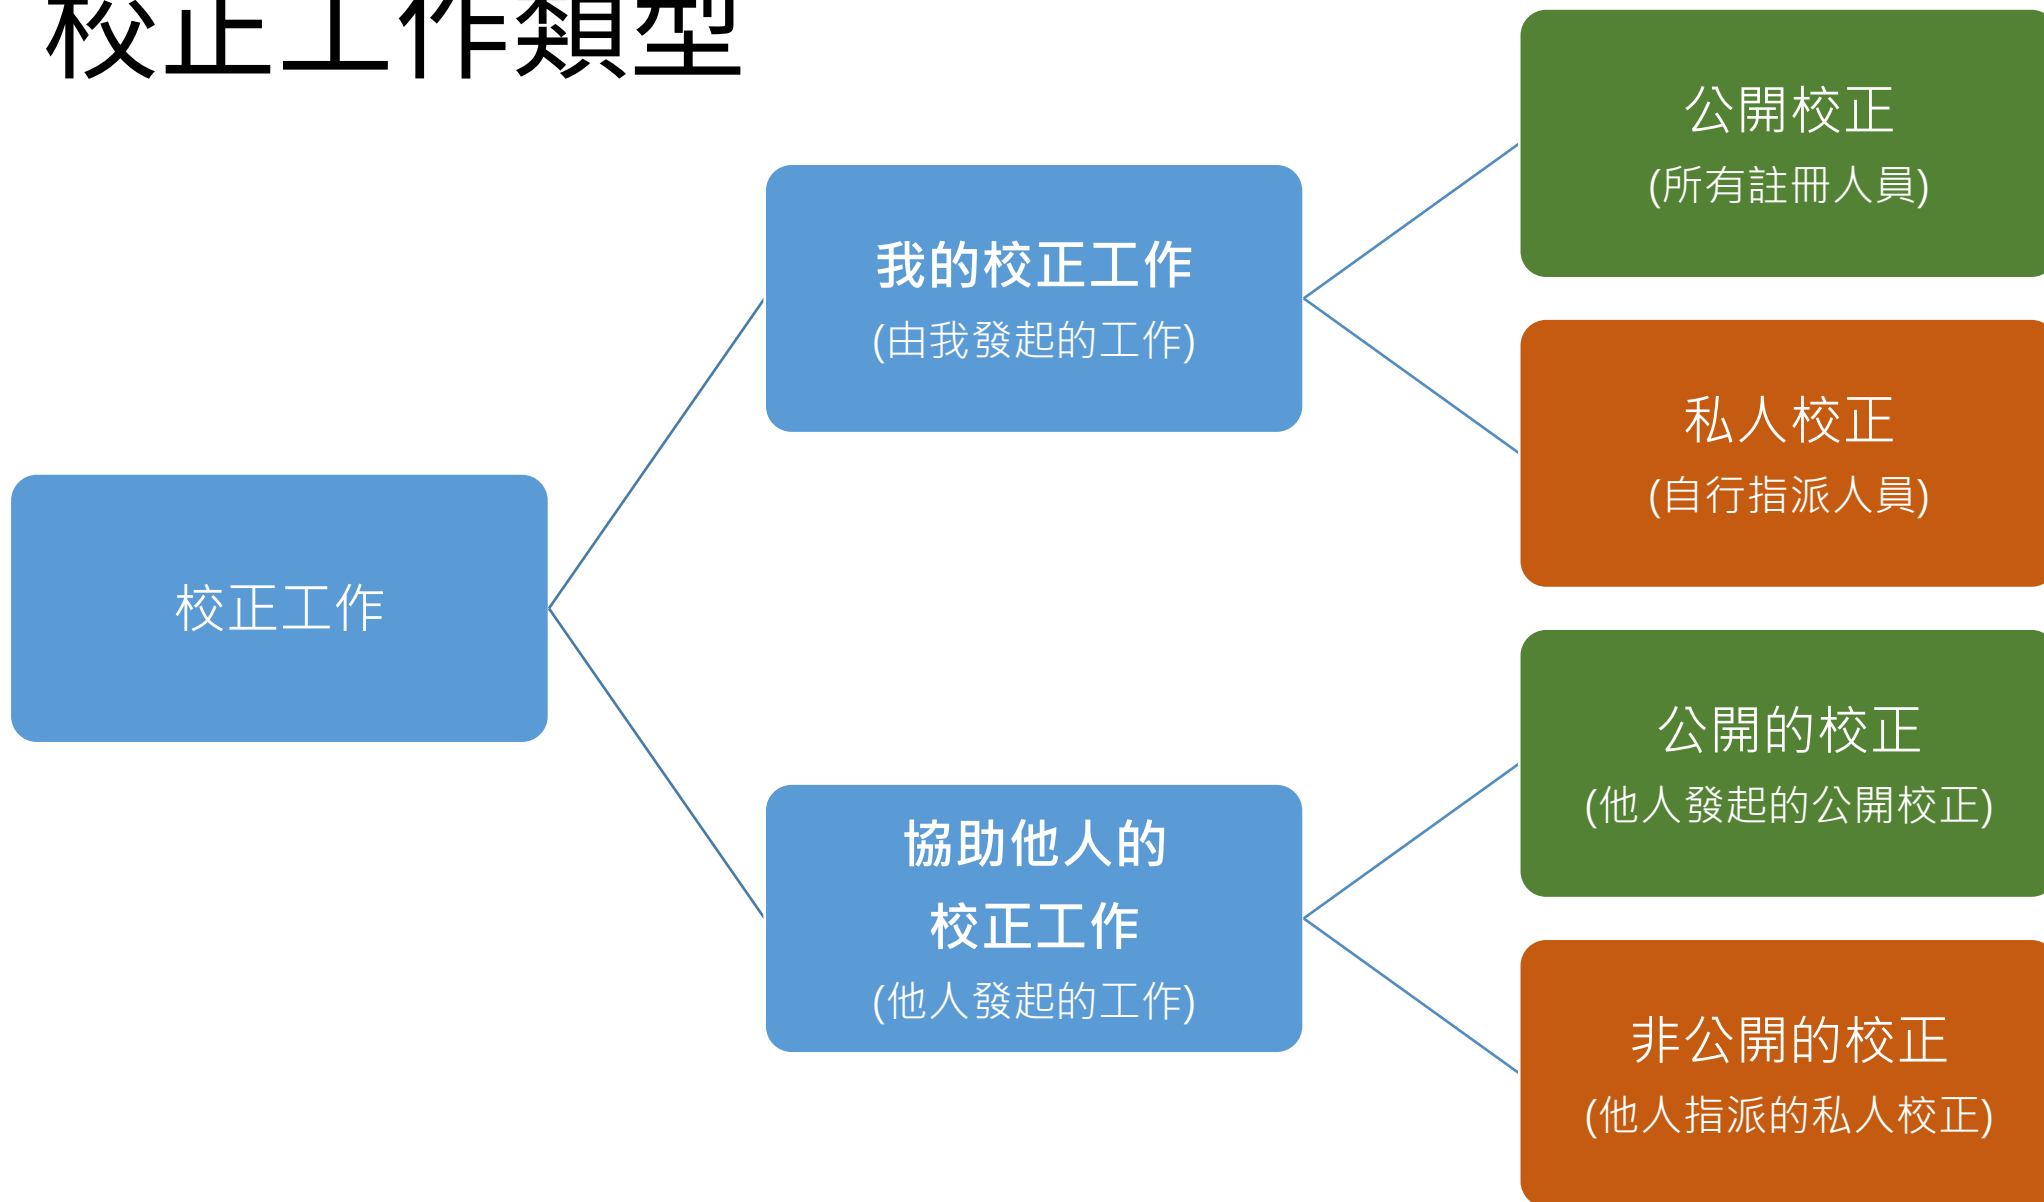 校正工作類型
校正工作
我的校正工作
(由我發起的工作)
協助他人的
校正工作
(他人發起的工作)
公開校正
(所有註冊人員)
私人校正
(自行指派人員)
公開的校正
(他人發起的公開校正)
非公開的校正
(他人指派的私人校正)